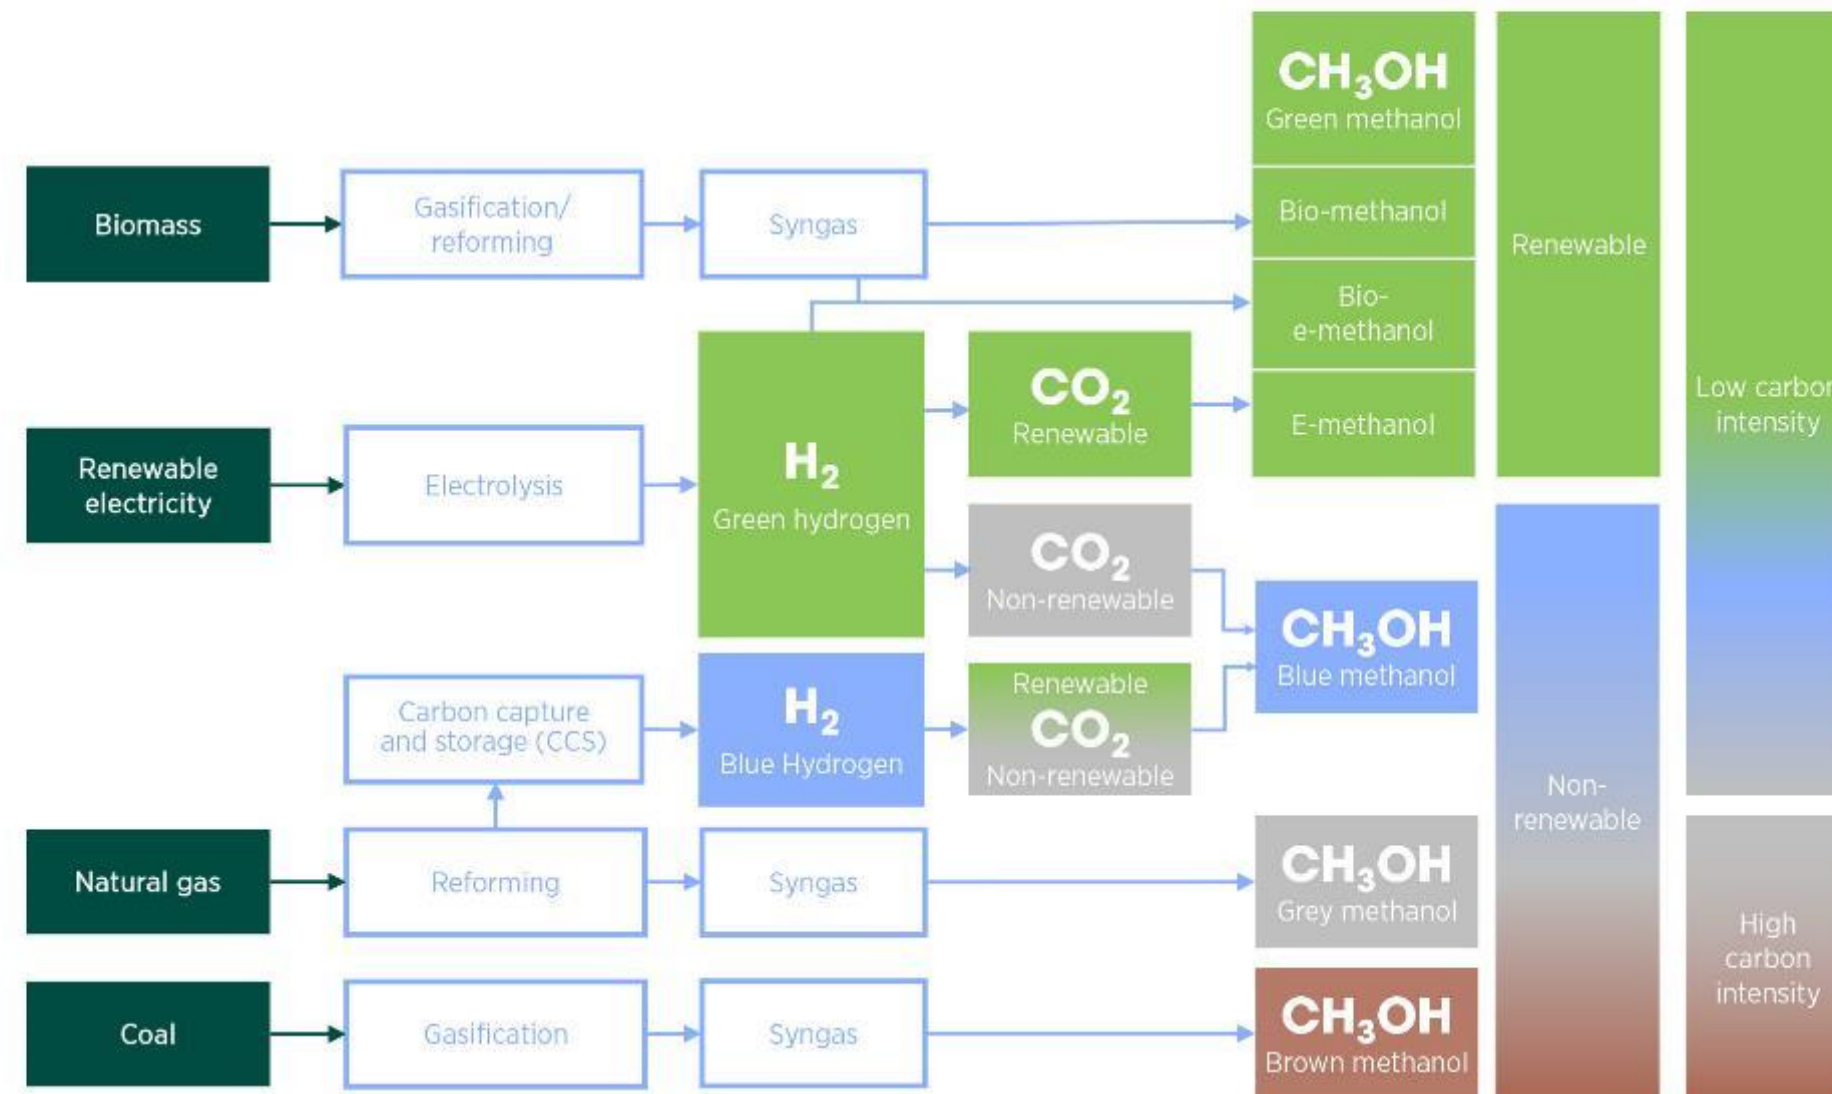 CH₃OH
Green methanol
Biomass
Gasification/
reforming
Syngas
Bio-methanol
Renewable
Bio-
e-methanol
Renewable
electricity
Electrolysis
H₂
Green hydrogen
CO₂
Renewable
E-methanol
Low carbon
intensity
CO₂
Non-renewable
CH₃OH
Blue methanol
Carbon capture
and storage (CCS)
H₂
Blue Hydrogen
Renewable
CO₂
Non-renewable
Non-
renewable
Natural gas
Reforming
Syngas
CH₃OH
Grey methanol
High
carbon
intensity
Coal
Gasification
Syngas
CH₃OH
Brown methanol